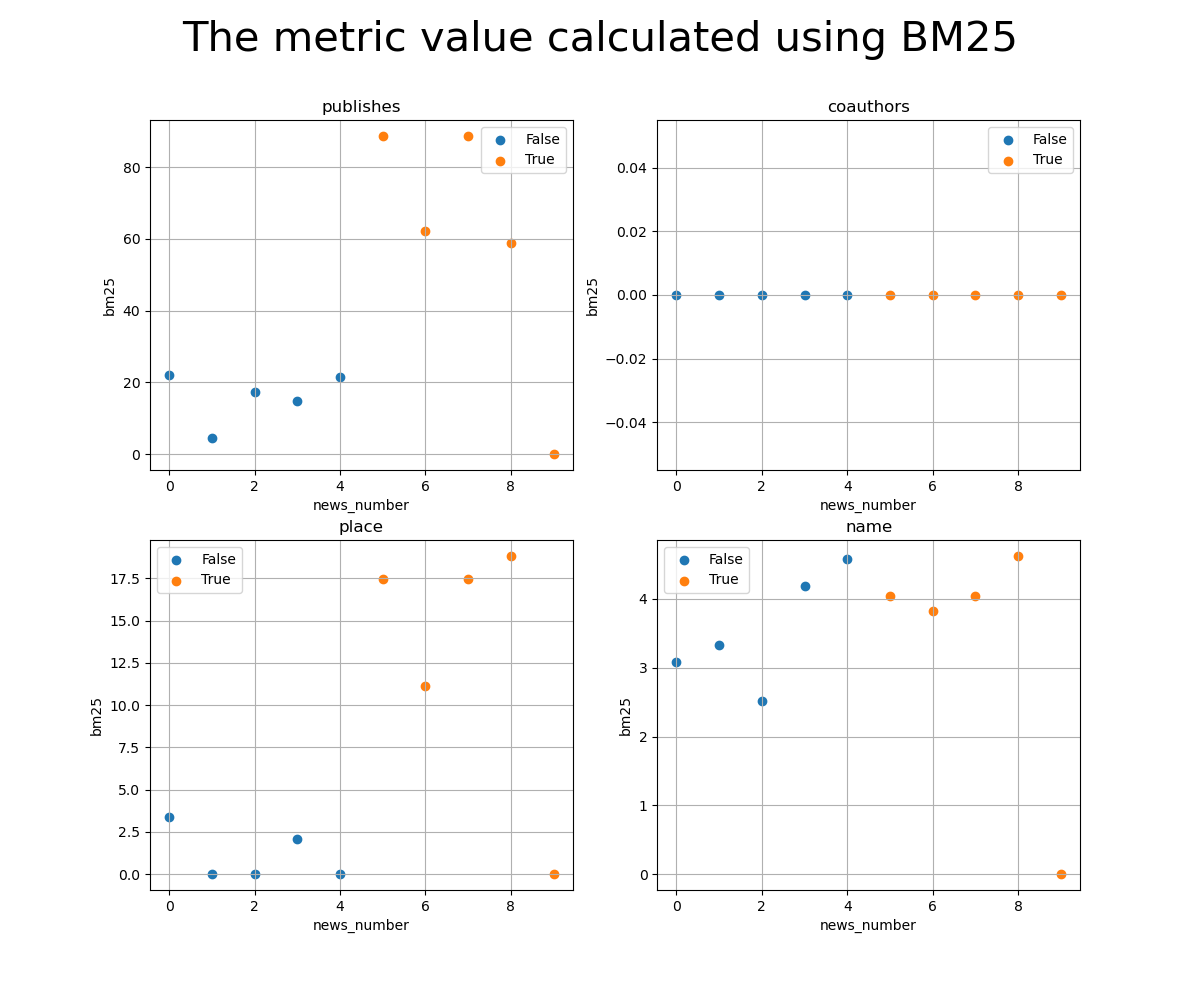 The metric value calculated using BM25
publishes
False
True
80
60
40
20
0
bm25
0 2 4 6 8
news_number
coauthors
False
True
0.04
0.02
0.00
−0.02
−0.04
bm25
0 2 4 6 8
news_number
place
False
True
17.5
15.0
12.5
10.0
7.5
5.0
2.5
0.0
bm25
0 2 4 6 8
news_number
name
False
True
4
3
2
1
0
bm25
0 2 4 6 8
news_number